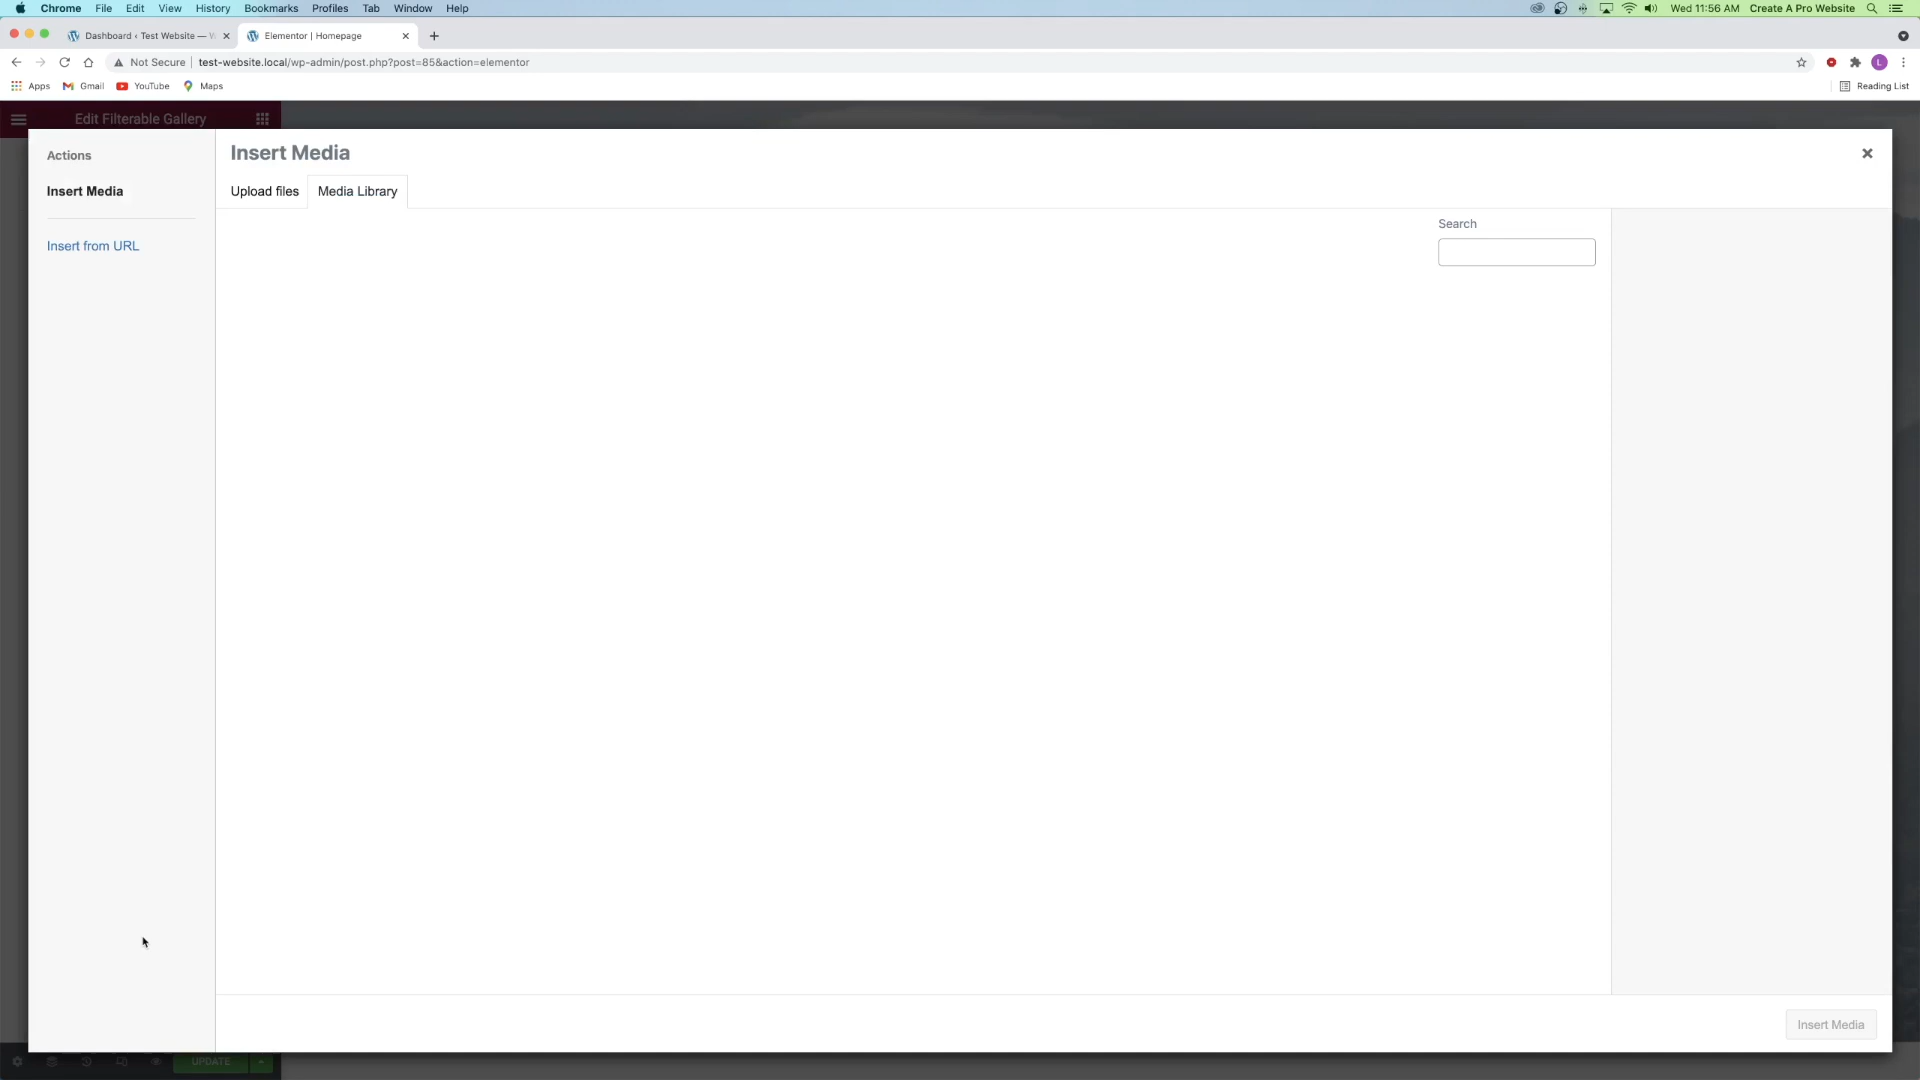 Chrome File Edit View History Bookmarks Profiles Tab Window Help Wed 11:56 AM Create A Pro Website
Dashboard ‹ Test Website — Elementor | Homepage
Not Secure test-website.local/wp-admin/post.php?post=85&action=elementor L
Apps Gmail YouTube Maps Reading List
Edit Filterable Gallery
Actions
Insert Media
Insert from URL
Insert Media
Upload files Media Library
Search
Insert Media
UPDATE